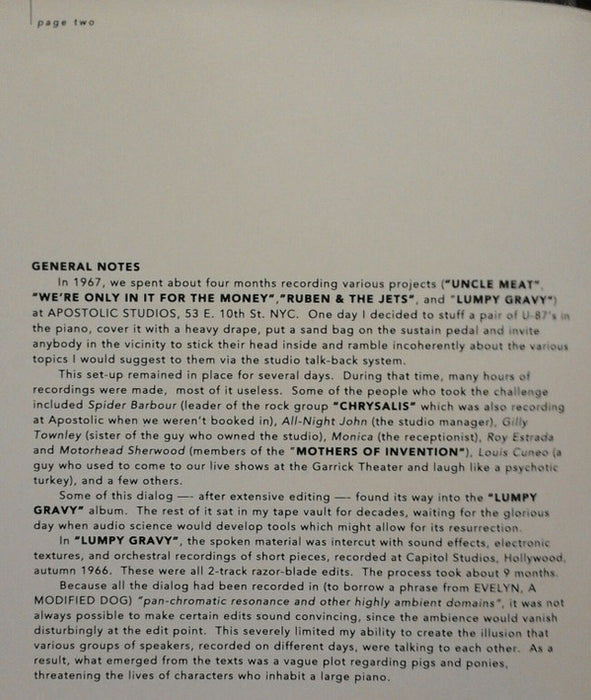 page two
GENERAL NOTES
In 1967, we spent about four months recording various projects ("UNCLE MEAT",
"WE'RE ONLY IN IT FOR THE MONEY","RUBEN & THE JETS", and "LUMPY GRAVY")
at APOSTOLIC STUDIOS, 53 E. 10th St. NYC. One day I decided to stuff a pair of U-87's in
the piano, cover it with a heavy drape, put a sand bag on the sustain pedal and invite
anybody in the vicinity to stick their head inside and ramble incoherently about the various
topics I would suggest to them via the studio talk-back system.
This set-up remained in place for several days. During that time, many hours of
recordings were made, most of it useless. Some of the people who took the challenge
included Spider Barbour (leader of the rock group "CHRYSALIS" which was also recording
at Apostolic when we weren't booked in), All-Night John (the studio manager), Gilly
Townley (sister of the guy who owned the studio), Monica (the receptionist), Roy Estrada
and Motorhead Sherwood (members of the "MOTHERS OF INVENTION"), Louis Cuneo (a
guy who used to come to our live shows at the Garrick Theater and laugh like a psychotic
turkey), and a few others.
Some of this dialog —- after extensive editing —- found its way into the "LUMPY
GRAVY" album. The rest of it sat in my tape vault for decades, waiting for the glorious
day when audio science would develop tools which might allow for its resurrection.
In "LUMPY GRAVY", the spoken material was intercut with sound effects, electronic
textures, and orchestral recordings of short pieces, recorded at Capitol Studios, Hollywood,
autumn 1966. These were all 2-track razor-blade edits. The process took about 9 months.
Because all the dialog had been recorded in (to borrow a phrase from EVELYN, A
MODIFIED DOG) "pan-chromatic resonance and other highly ambient domains", it was not
always possible to make certain edits sound convincing, since the ambience would vanish
disturbingly at the edit point. This severely limited my ability to create the illusion that
various groups of speakers, recorded on different days, were talking to each other. As a
result, what emerged from the texts was a vague plot regarding pigs and ponies,
threatening the lives of characters who inhabit a large piano.